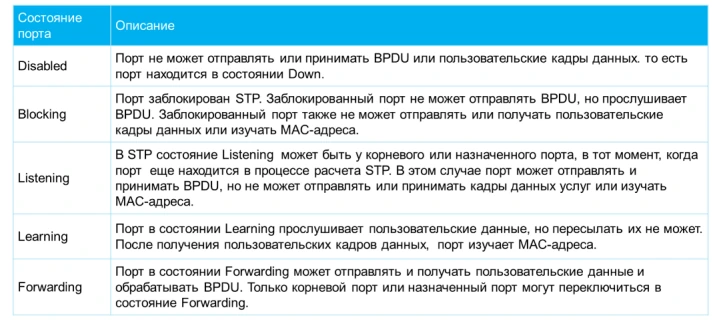 Состояние
порта
Описание
Disabled
Порт не может отправлять или принимать BPDU или пользовательские кадры данных. то есть
порт находится в состоянии Down.
Blocking
Порт заблокирован STP. Заблокированный порт не может отправлять BPDU, но прослушивает
BPDU. Заблокированный порт также не может отправлять или получать пользовательские
кадры данных или изучать MAC-адреса.
Listening
В STP состояние Listening может быть у корневого или назначенного порта, в тот момент, когда
порт еще находится в процессе расчета STP. В этом случае порт может отправлять и
принимать BPDU, но не может отправлять или принимать кадры данных услуг или изучать
MAC-адреса.
Learning
Порт в состоянии Learning прослушивает пользовательские данные, но пересылать их не может.
После получения пользовательских кадров данных, порт изучает MAC-адреса.
Forwarding
Порт в состоянии Forwarding может отправлять и получать пользовательские данные и
обрабатывать BPDU. Только корневой порт или назначенный порт могут переключиться в
состояние Forwarding.